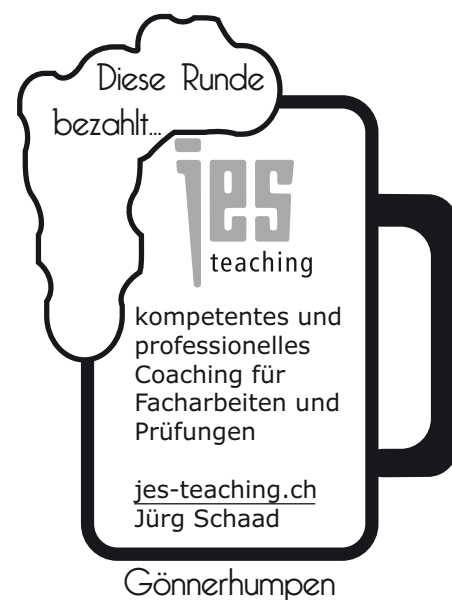 Diese Runde
bezahlt...
jes
teaching
kompetentes und
professionelles
Coaching für
Facharbeiten und
Prüfungen
jes-teaching.ch
Jürg Schaad
Gönnerhumpen